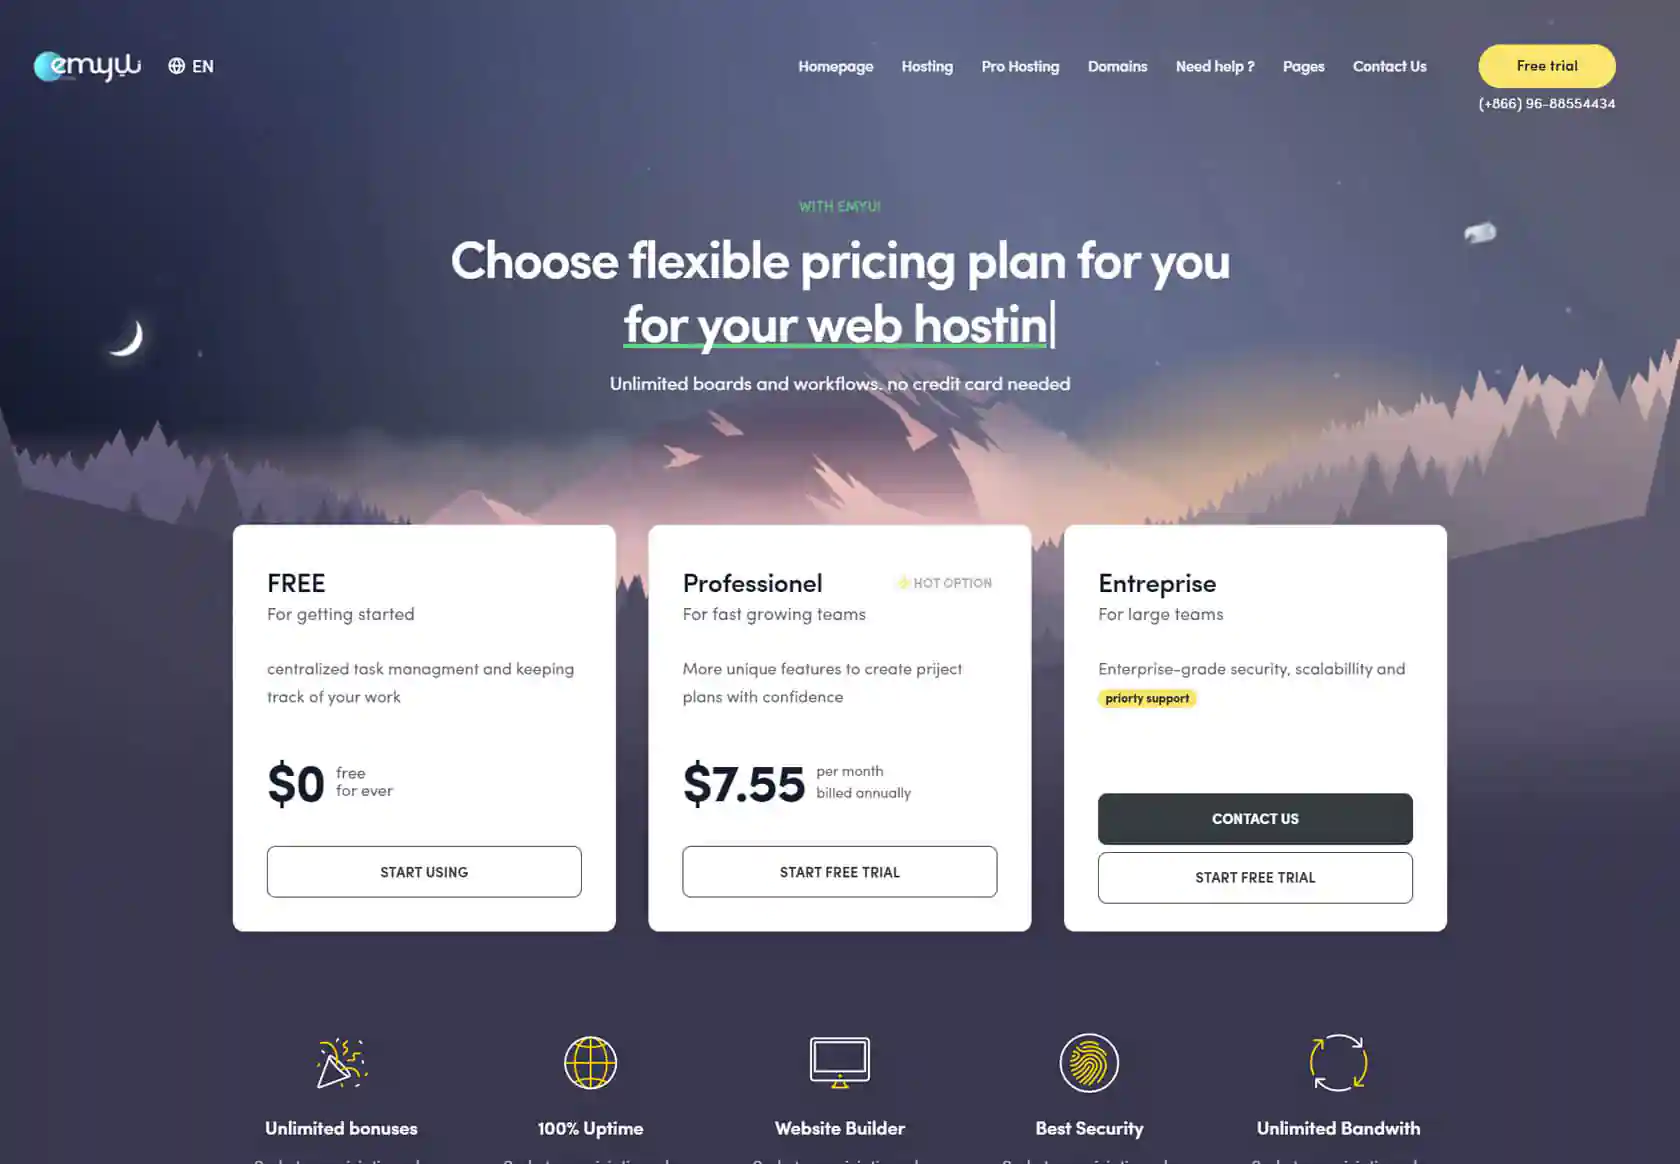 emyui
EN
Homepage
Hosting
Pro Hosting
Domains
Need help ?
Pages
Contact Us
Free trial
(+866) 96-88554434
WITH EMYUI
Choose flexible pricing plan for you
for your web hostin
Unlimited boards and workflows. no credit card needed
FREE
For getting started
centralized task managment and keeping
track of your work
$0
free
for ever
START USING
Professionel
HOT OPTION
For fast growing teams
More unique features to create priject
plans with confidence
$7.55
per month
billed annually
START FREE TRIAL
Entreprise
For large teams
Enterprise-grade security, scalabillity and
priorty support
CONTACT US
START FREE TRIAL
Unlimited bonuses
100% Uptime
Website Builder
Best Security
Unlimited Bandwith